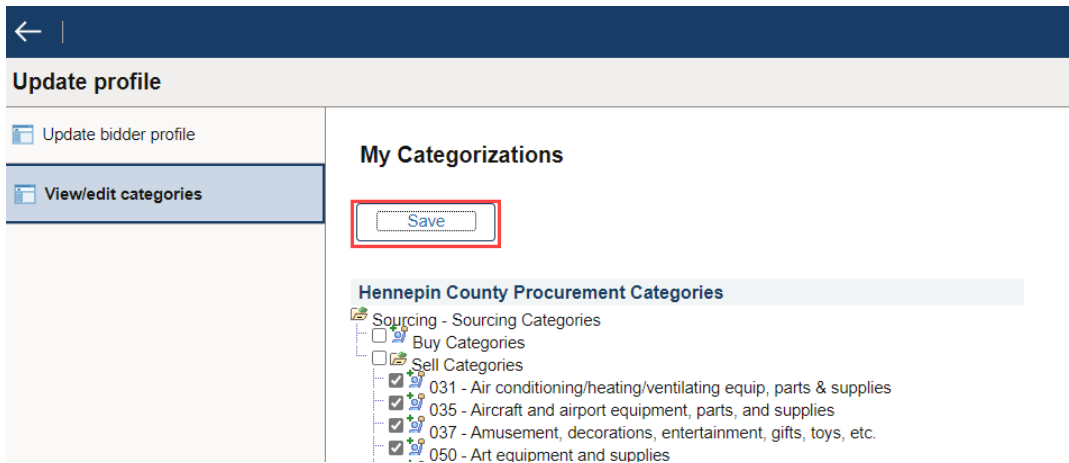 Update profile
Update bidder profile
View/edit categories
My Categorizations
Save
Hennepin County Procurement Categories
Sourcing - Sourcing Categories
Buy Categories
Sell Categories
031 - Air conditioning/heating/ventilating equip, parts & supplies
035 - Aircraft and airport equipment, parts, and supplies
037 - Amusement, decorations, entertainment, gifts, toys, etc.
050 - Art equipment and supplies